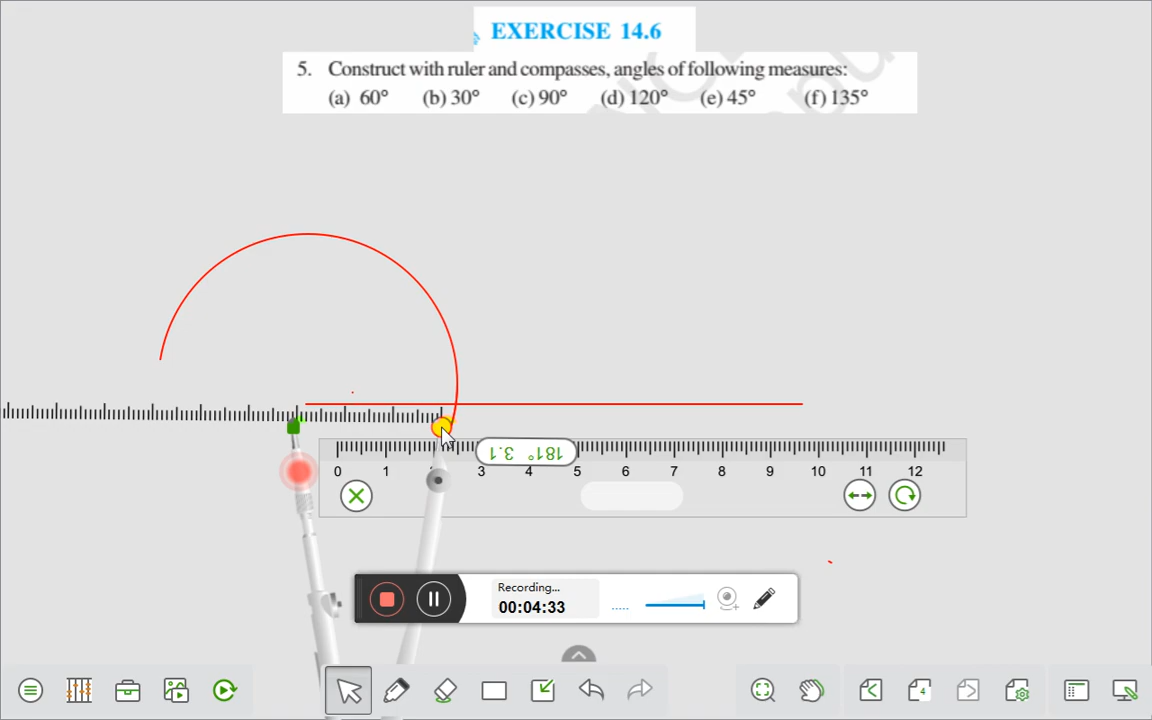 EXERCISE 14.6
5. Construct with ruler and compasses, angles of following measures:
(a) 60° (b) 30° (c) 90° (d) 120° (e) 45° (f) 135°
181° 3.1
0 1 2 3 4 5 6 7 8 9 10 11 12
Recording...
00:04:33
4